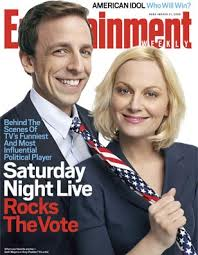 AMERICAN IDOL Who Will Win?
Entertainment
WEEKLY
Behind The
Scenes Of
TV's Funniest
And Most
Influential
Political Player
Saturday
Night Live
Rocks
The Vote